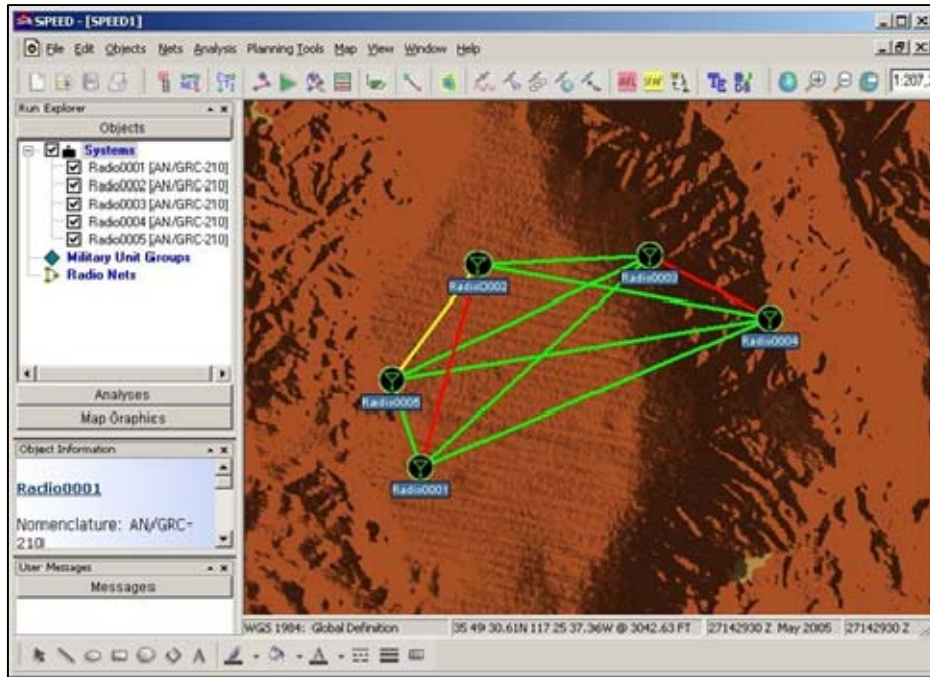 SPEED - [SPEED1]
File Edit Objects Nets Analysis Planning Tools Map View Window Help
1:207,
Run Explorer
Objects
Systems
Radio0001 [AN/GRC-210]
Radio0002 [AN/GRC-210]
Radio0003 [AN/GRC-210]
Radio0004 [AN/GRC-210]
Radio0005 [AN/GRC-210]
Military Unit Groups
Radio Nets
Analyses
Map Graphics
Object Information
Radio0001
Nomenclature: AN/GRC-
210
User Messages
Messages
Radio0002
Radio0003
Radio0004
Radio0005
Radio0001
WGS 1984: Global Definition
35 49 30.61N 117 25 37.36W @ 3042.63 FT
27142930 Z May 2005
27142930 Z
A
A